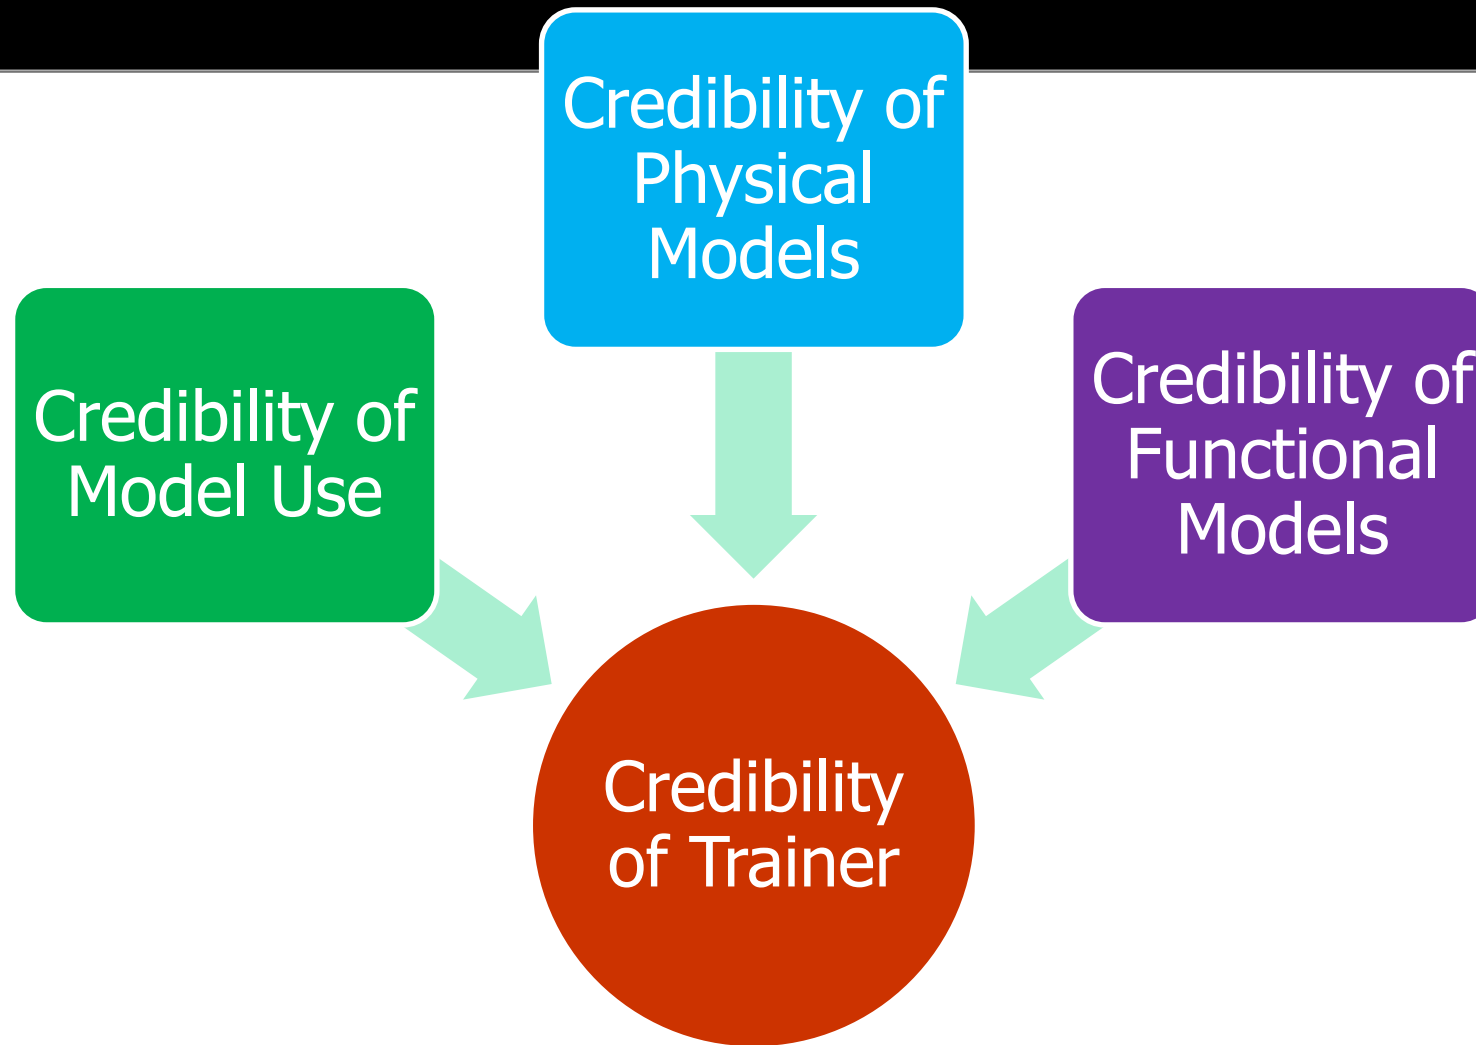 Credibility of
Physical
Models
Credibility of
Model Use
Credibility of
Functional
Models
Credibility
of Trainer